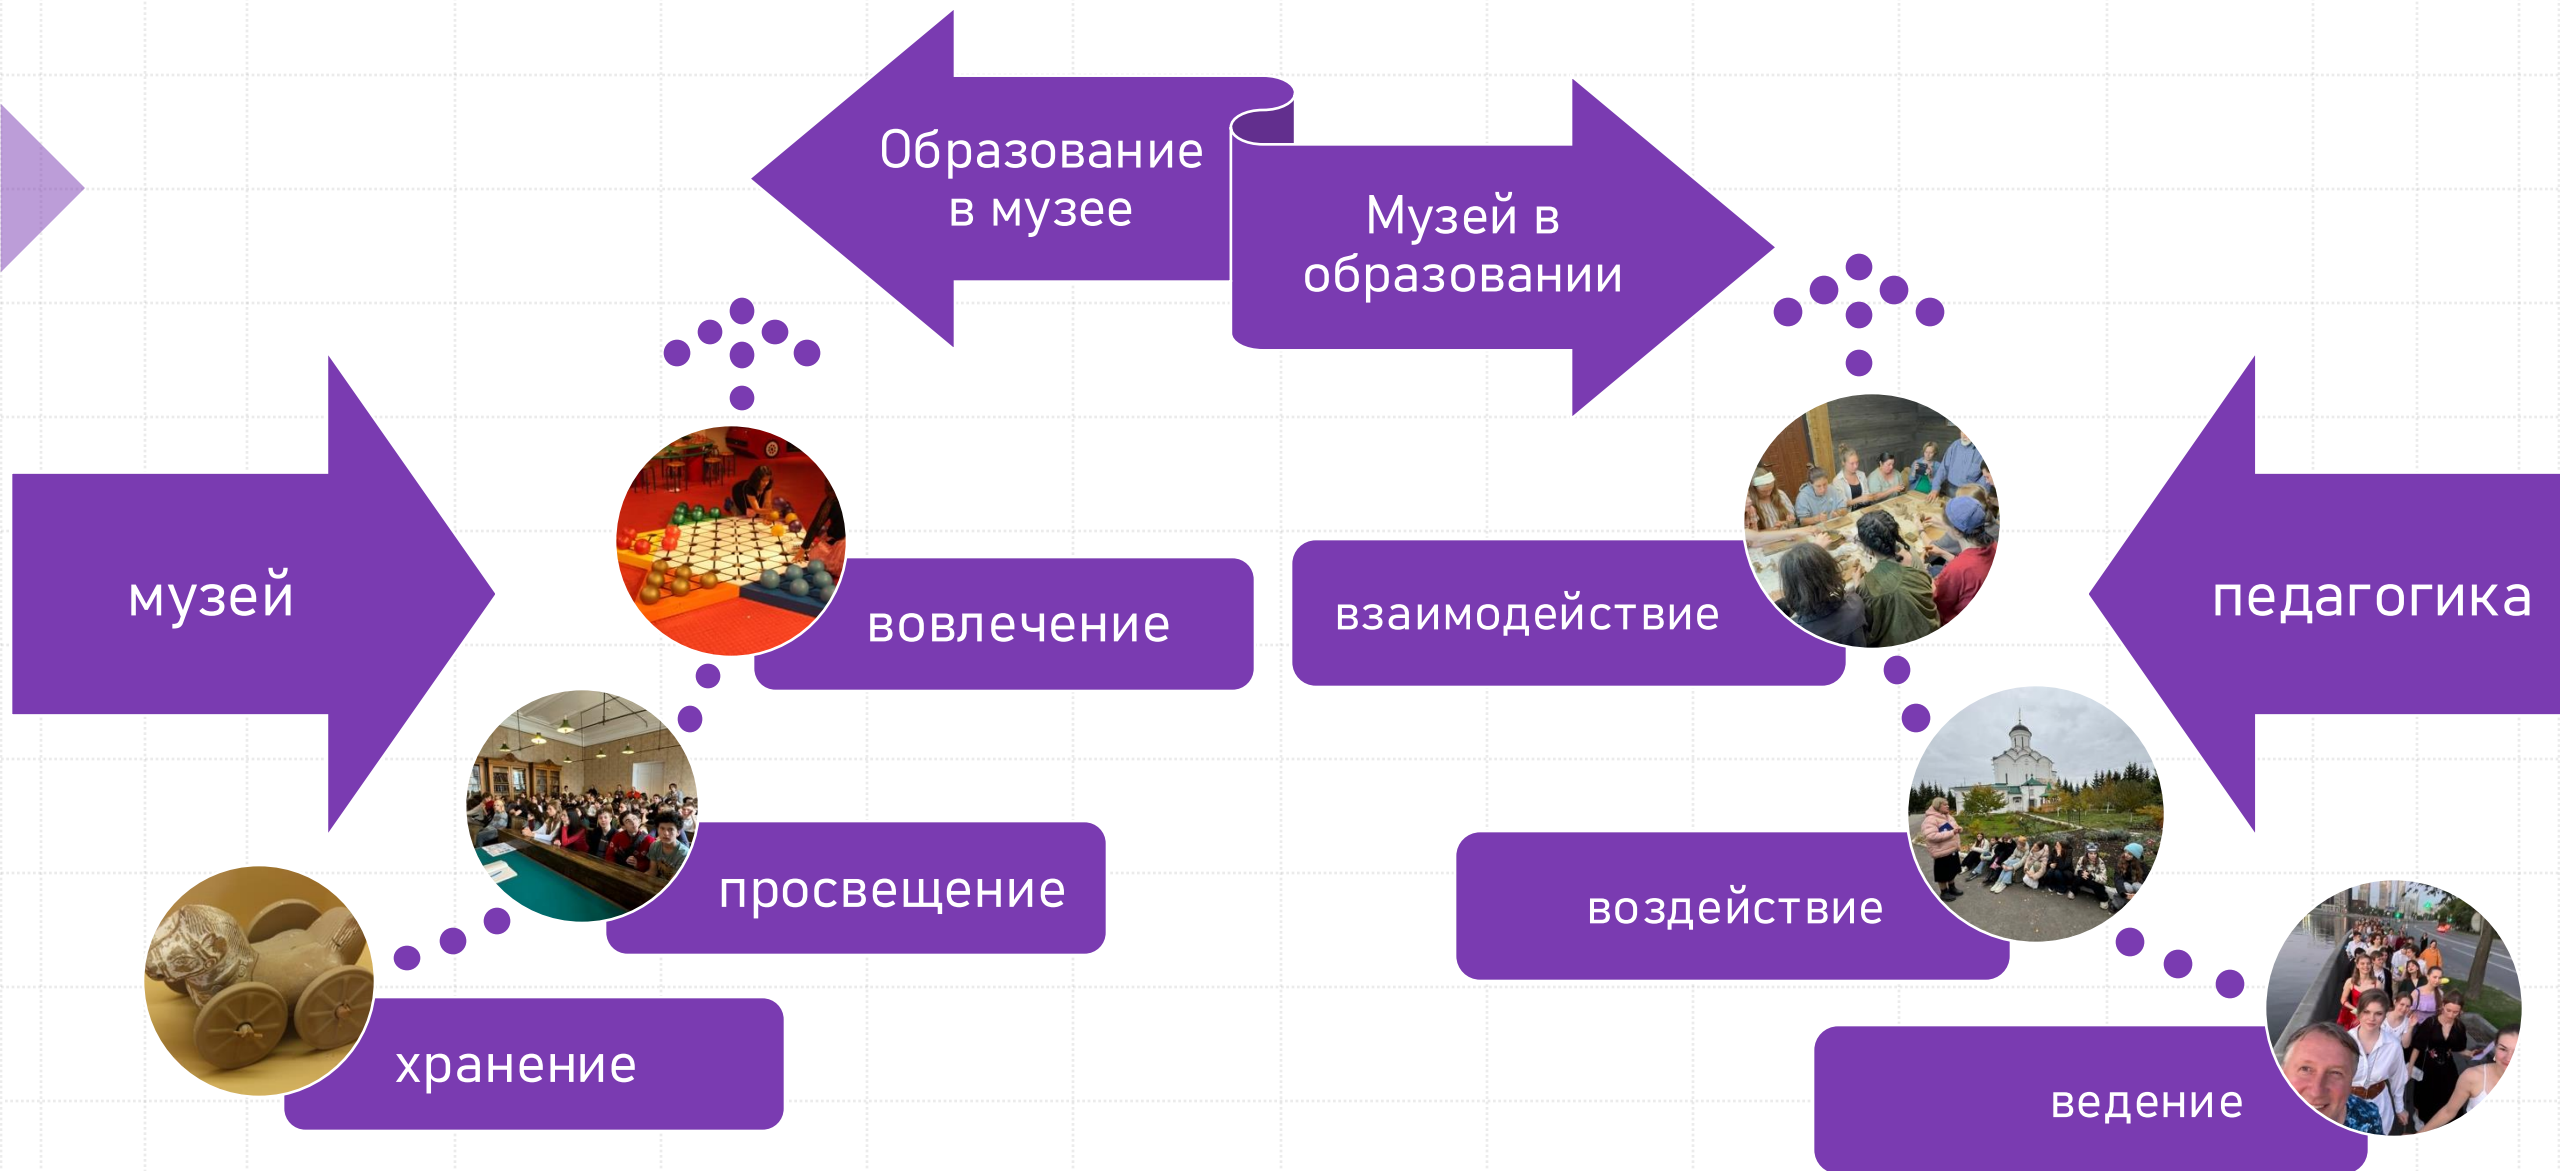 Образование
в музее
Музей в
образовании
музей
вовлечение
взаимодействие
педагогика
просвещение
воздействие
хранение
ведение